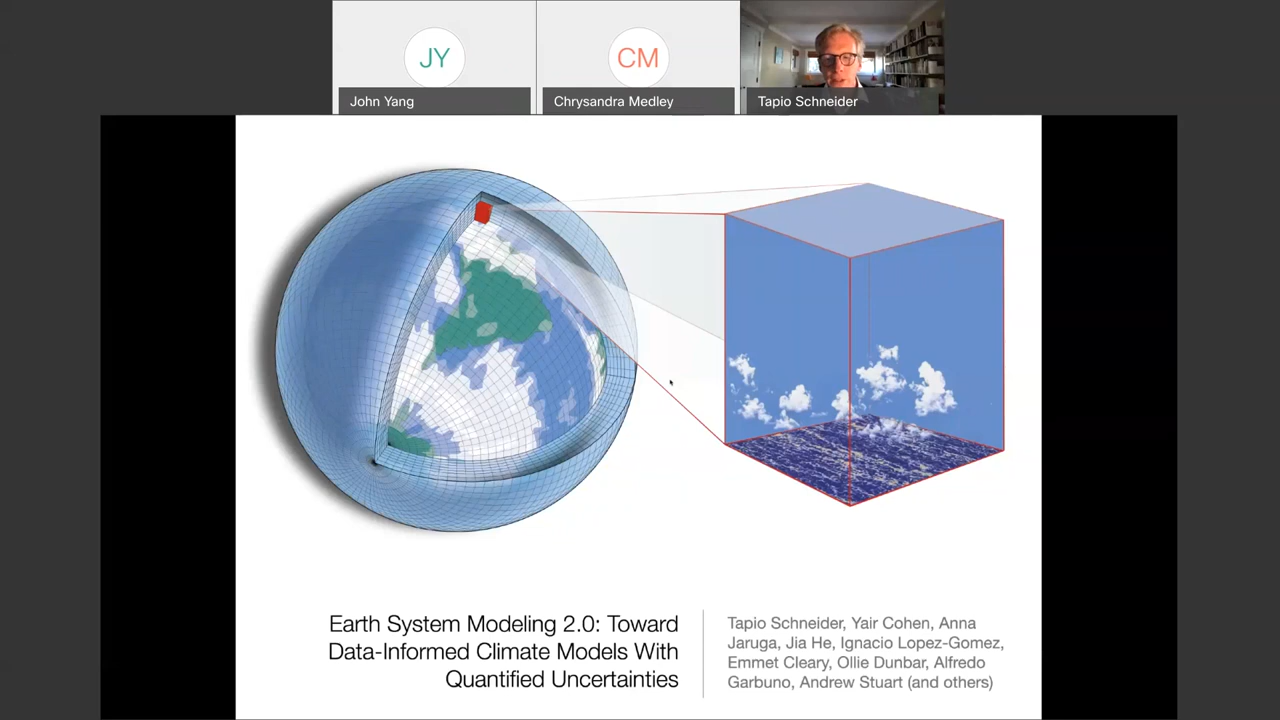 JY
CM
John Yang
Chrysandra Medley
Tapio Schneider
Earth System Modeling 2.0: Toward
Data-Informed Climate Models With
Quantified Uncertainties
Tapio Schneider, Yair Cohen, Anna
Jaruga, Jia He, Ignacio Lopez-Gomez,
Emmet Cleary, Ollie Dunbar, Alfredo
Garbuno, Andrew Stuart (and others)